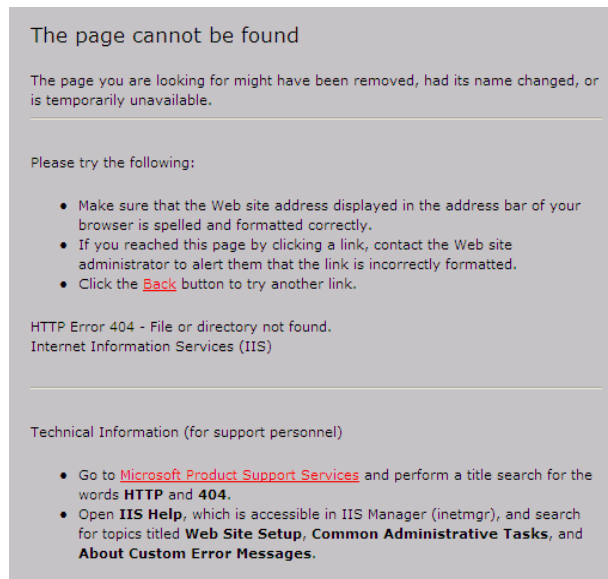 The page cannot be found
The page you are looking for might have been removed, had its name changed, or
is temporarily unavailable.
Please try the following:
● Make sure that the Web site address displayed in the address bar of your
browser is spelled and formatted correctly.
● If you reached this page by clicking a link, contact the Web site
administrator to alert them that the link is incorrectly formatted.
● Click the Back button to try another link.
HTTP Error 404 - File or directory not found.
Internet Information Services (IIS)
Technical Information (for support personnel)
● Go to Microsoft Product Support Services and perform a title search for the
words HTTP and 404.
● Open IIS Help, which is accessible in IIS Manager (inetmgr), and search
for topics titled Web Site Setup, Common Administrative Tasks, and
About Custom Error Messages.